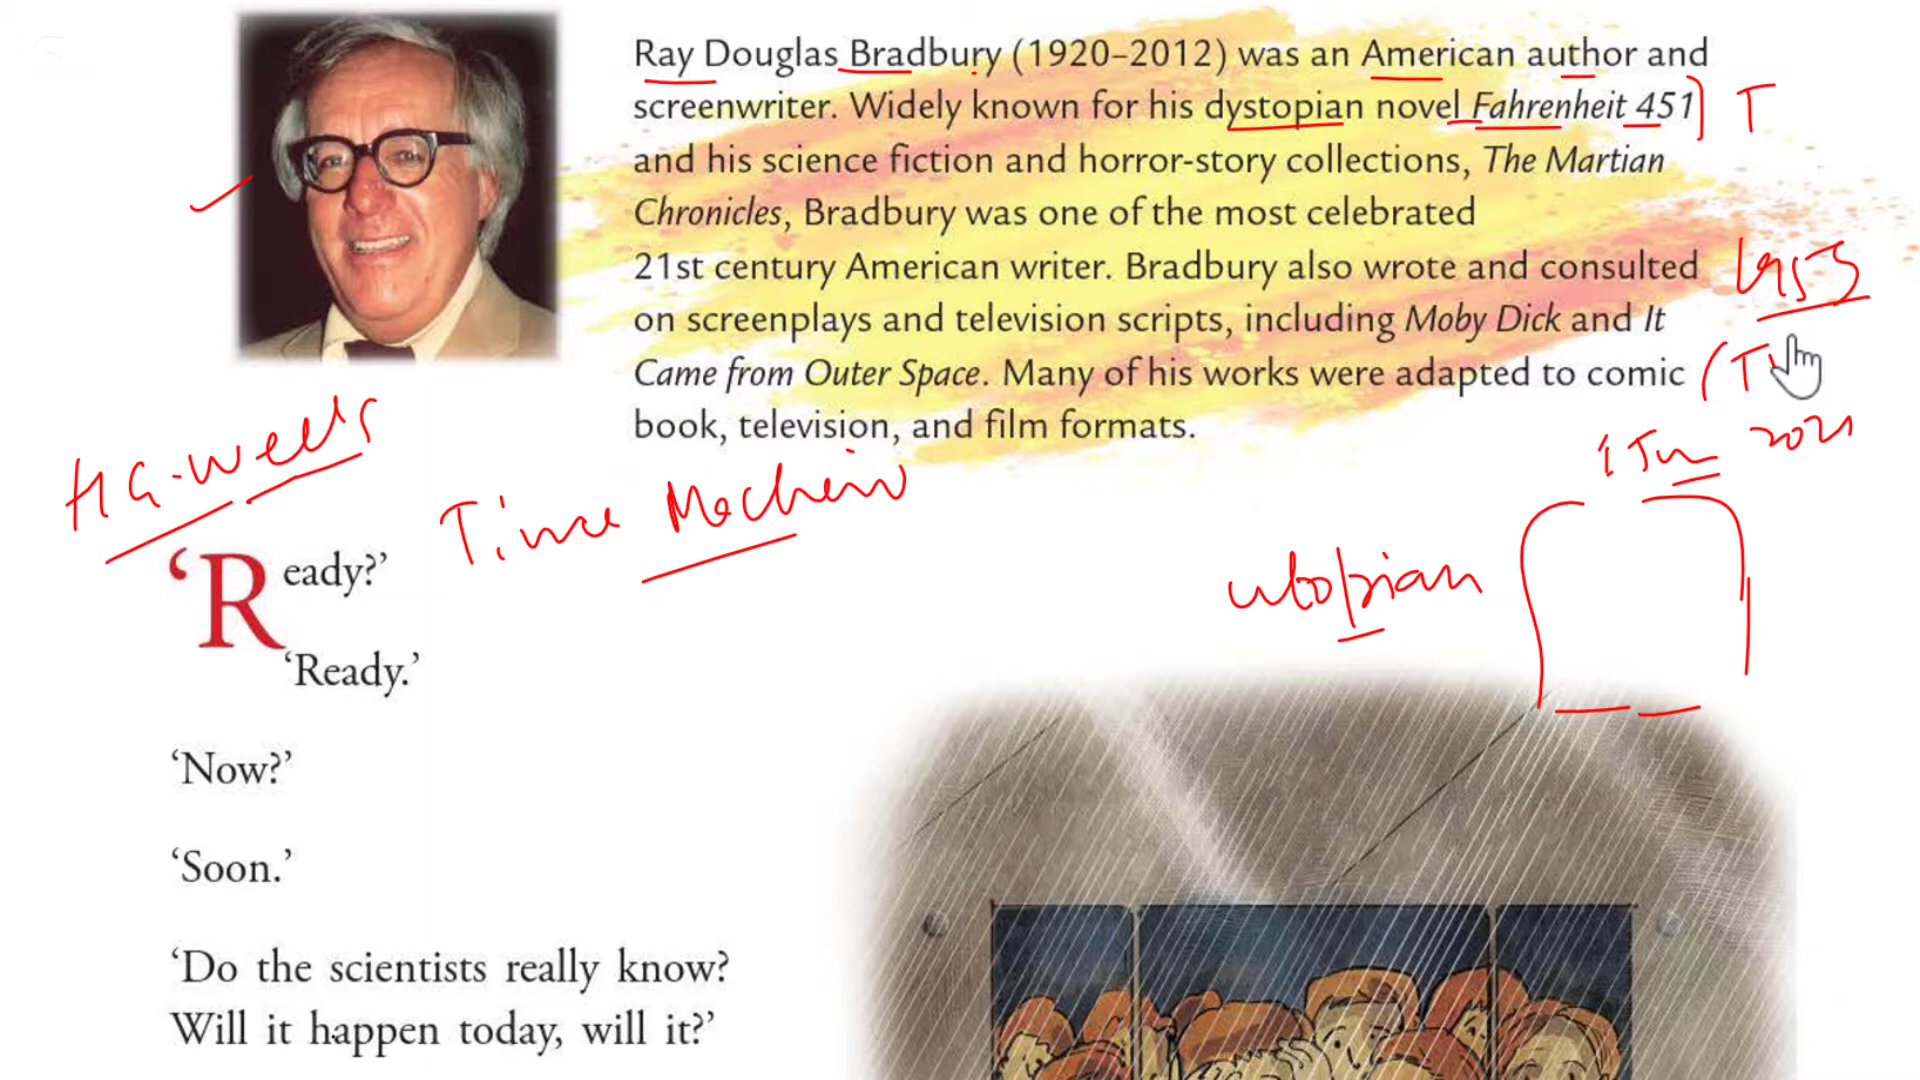 Ray Douglas Bradbury (1920–2012) was an American author and
screenwriter. Widely known for his dystopian novel Fahrenheit 451
T
and his science fiction and horror-story collections, The Martian
Chronicles, Bradbury was one of the most celebrated
21st century American writer. Bradbury also wrote and consulted
1953
on screenplays and television scripts, including Moby Dick and It
Came from Outer Space. Many of his works were adapted to comic
book, television, and film formats.
2021
HG. Wells
Time
utopian
‘Ready?’
‘Ready.’
‘Now?’
‘Soon.’
‘Do the scientists really know?
Will it happen today, will it?’